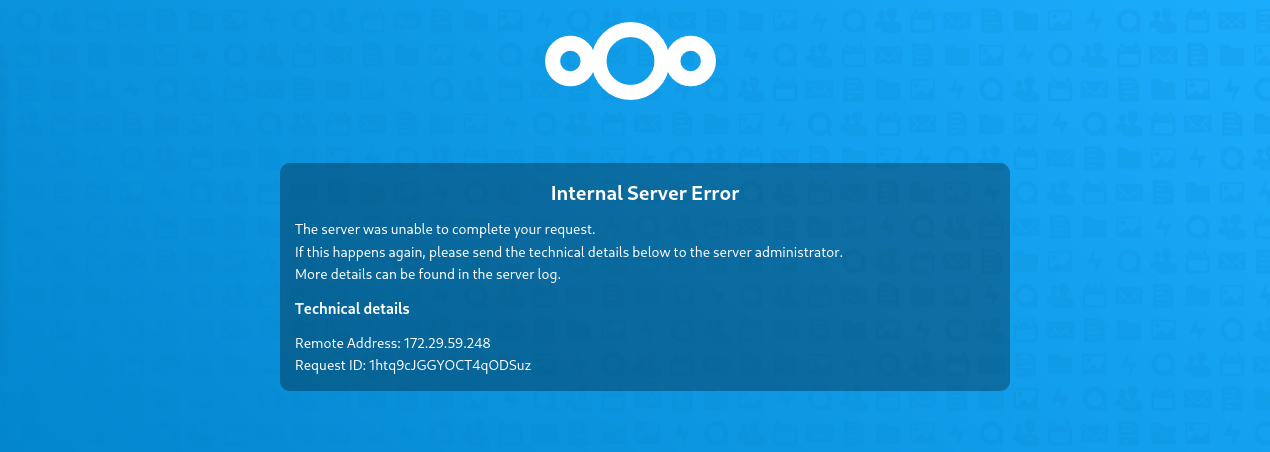 Internal Server Error
The server was unable to complete your request.
If this happens again, please send the technical details below to the server administrator.
More details can be found in the server log.
Technical details
Remote Address: 172.29.59.248
Request ID: 1htq9cJGGYOCT4qODSuz